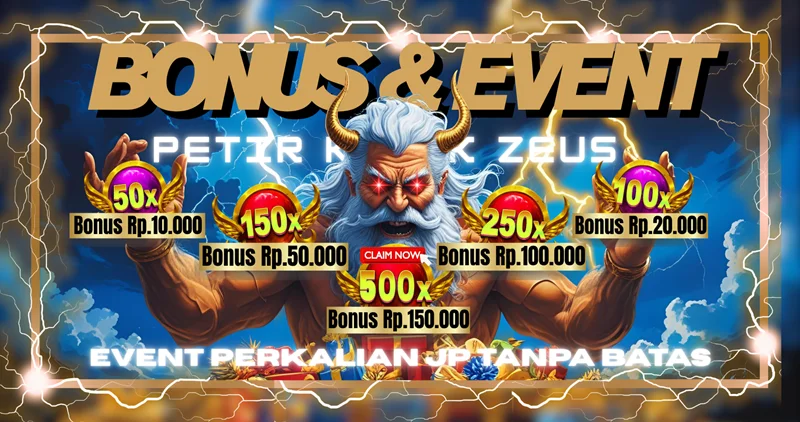 BONUS & EVENT
PETIR ZEUS
50x
Bonus Rp.10.000
150x
Bonus Rp.50.000
250x
Bonus Rp.100.000
100x
Bonus Rp.20.000
CLAIM NOW
500x
Bonus Rp.150.000
EVENT PERKALIAN JP TANPA BATAS